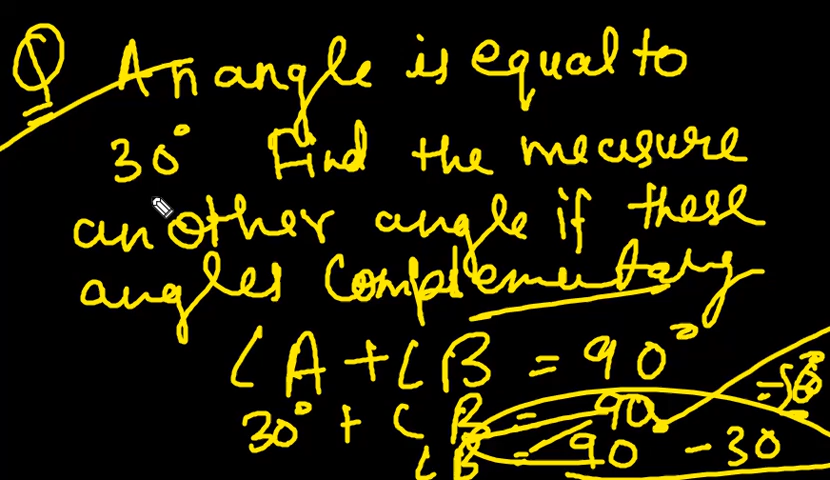 Q An angle is equal to
30° Find the measure
another angle if these
angles complementary
∠A + ∠B = 90°
30° + ∠B = 90
∠B = 90 - 30